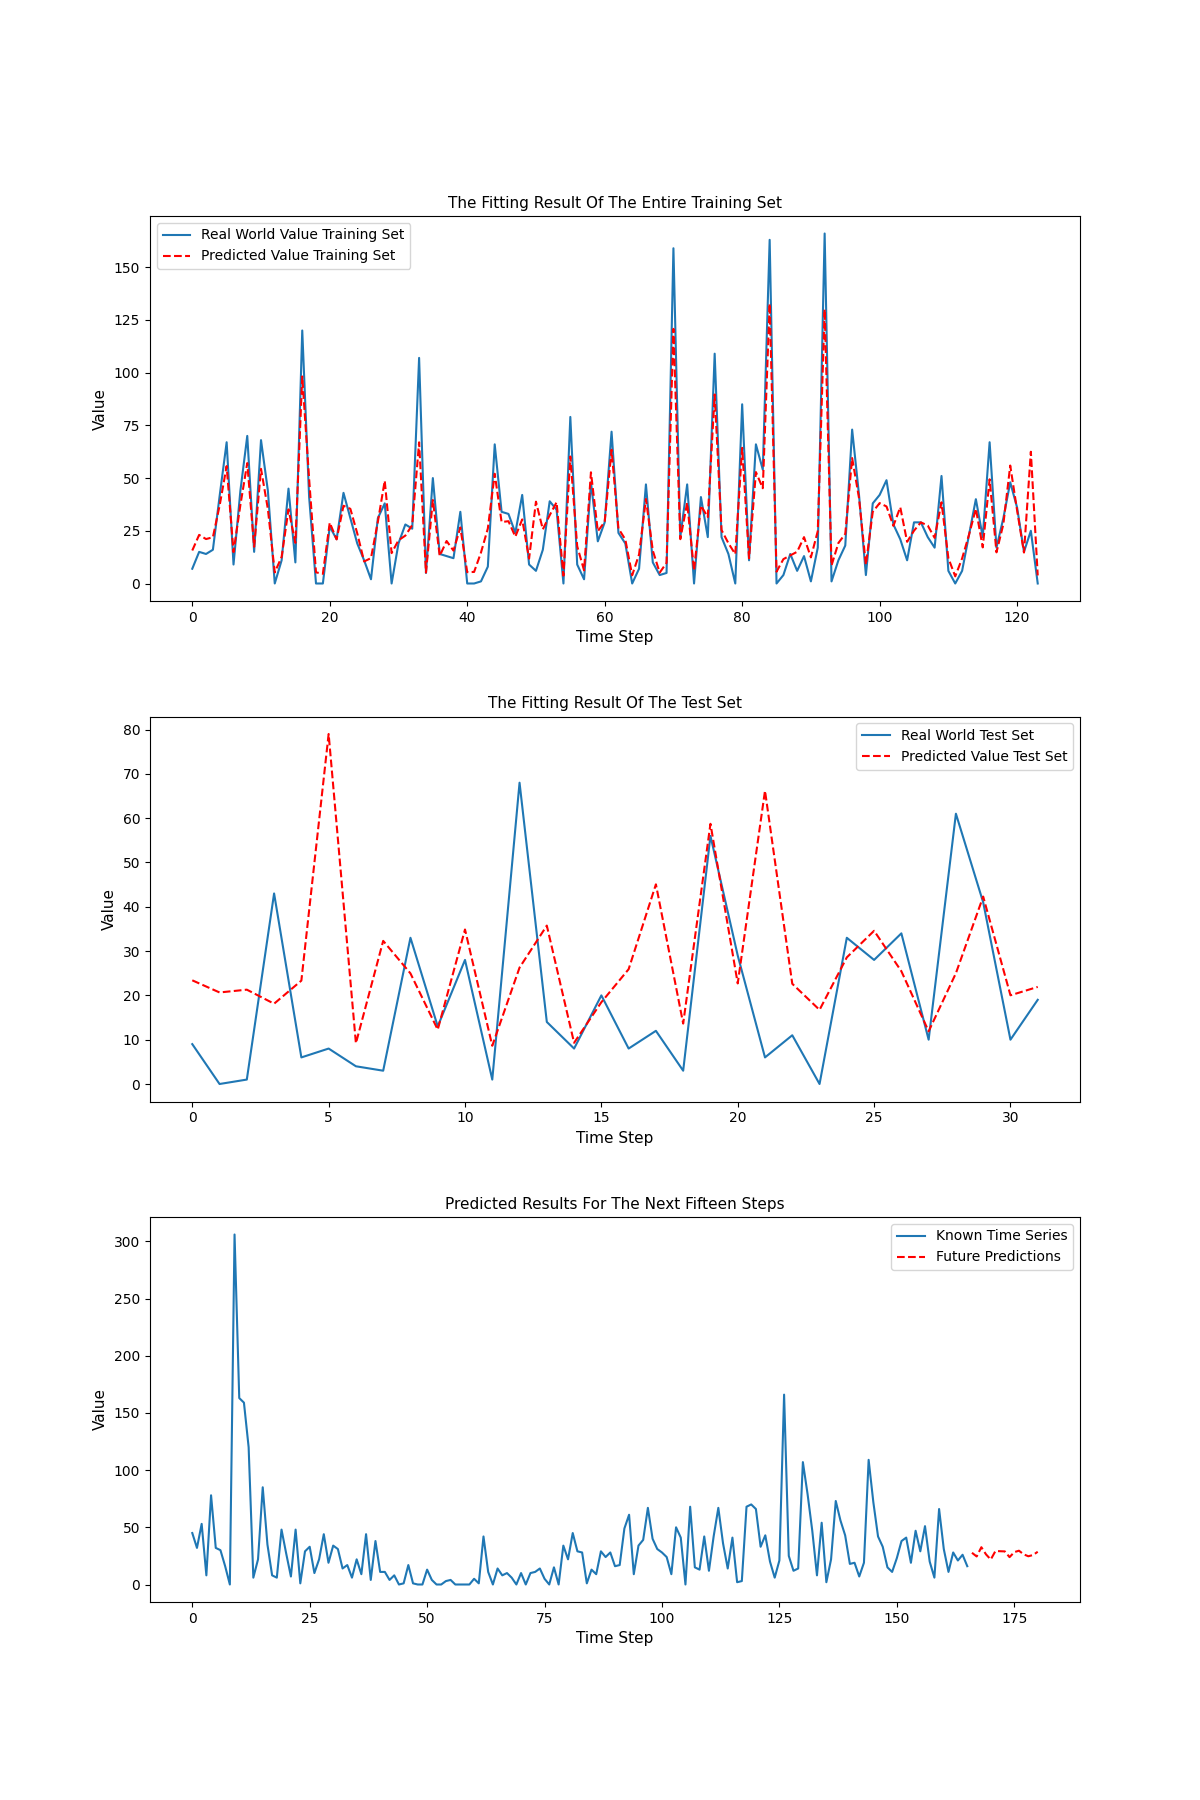 The Fitting Result Of The Entire Training Set
Real World Value Training Set
Predicted Value Training Set
Value
150
125
100
75
50
25
0
0 20 40 60 80 100 120
Time Step
The Fitting Result Of The Test Set
Real World Test Set
Predicted Value Test Set
Value
80
70
60
50
40
30
20
10
0
0 5 10 15 20 25 30
Time Step
Predicted Results For The Next Fifteen Steps
Known Time Series
Future Predictions
Value
300
250
200
150
100
50
0
0 25 50 75 100 125 150 175
Time Step